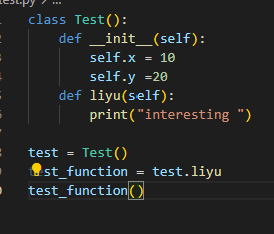 test.py > ...
class Test():
    def __init__(self):
        self.x = 10
        self.y =20
    def liyu(self):
        print("interesting ")
test = Test()
test_function = test.liyu
test_function()